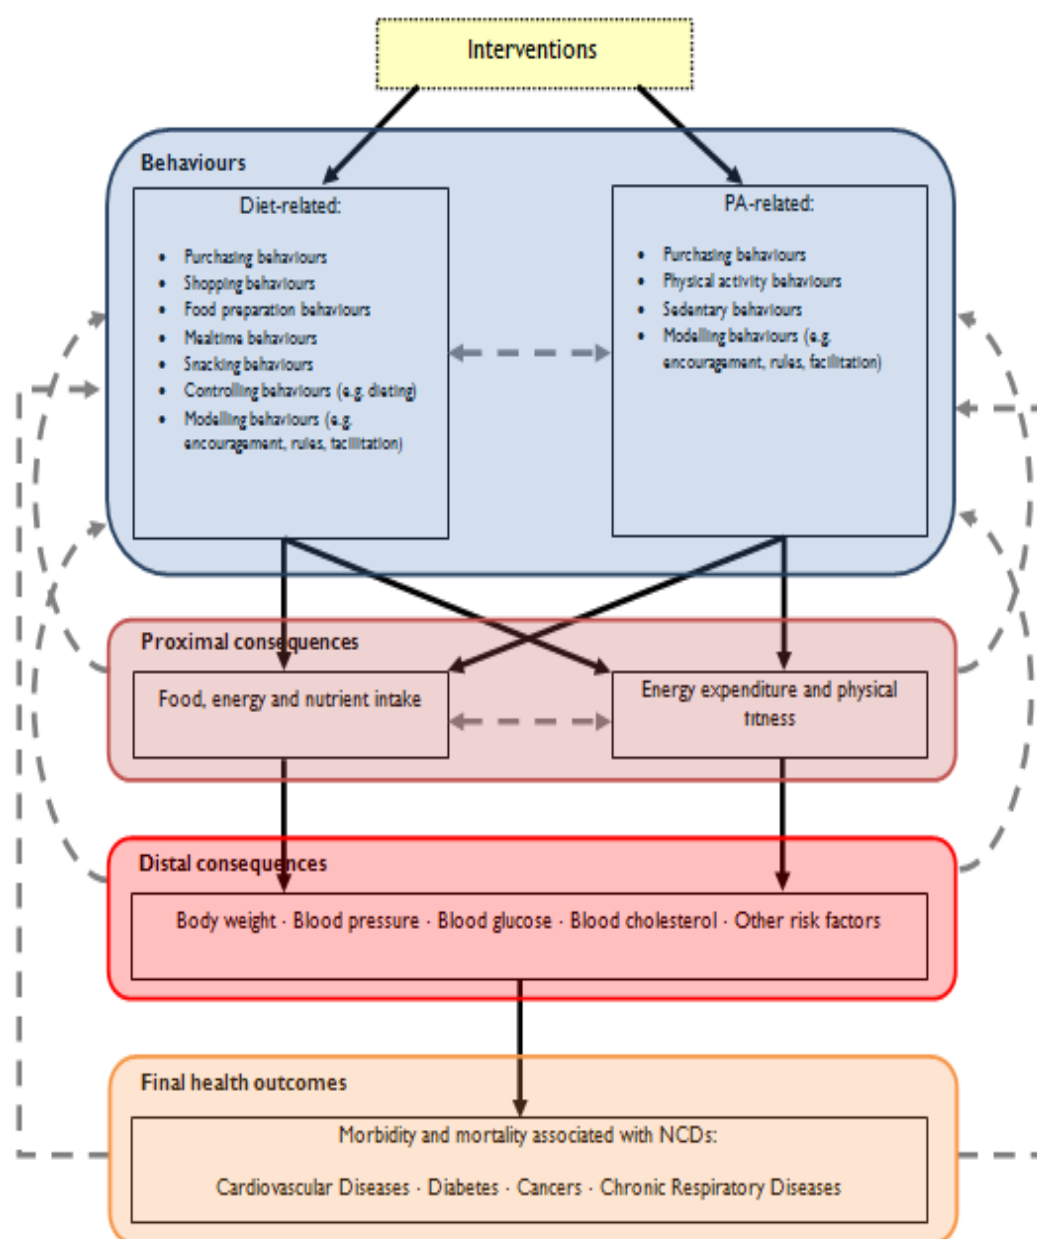 Interventions
Behaviours
Diet-related:
• Purchasing behaviours
• Shopping behaviours
• Food preparation behaviours
• Mealtime behaviours
• Snacking behaviours
• Controlling behaviours (e.g. dieting)
• Modelling behaviours (e.g.
encouragement, rules, facilitation)
PA-related:
• Purchasing behaviours
• Physical activity behaviours
• Sedentary behaviours
• Modelling behaviours (e.g.
encouragement, rules, facilitation)
Proximal consequences
Food, energy and nutrient intake
Energy expenditure and physical
fitness
Distal consequences
Body weight · Blood pressure · Blood glucose · Blood cholesterol · Other risk factors
Final health outcomes
Morbidity and mortality associated with NCDs:
Cardiovascular Diseases · Diabetes · Cancers · Chronic Respiratory Diseases